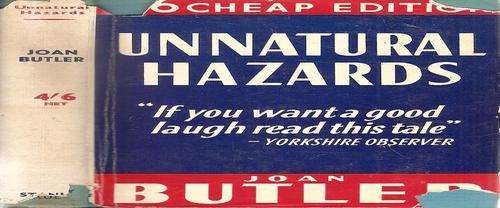 Unnatural
Hazards
JOAN
BUTLER
4/6
NET
6 CHEAP EDITION
UNNATURAL
HAZARDS
"If you want a good
laugh read this tale"
– YORKSHIRE OBSERVER
JOAN
BUTLER